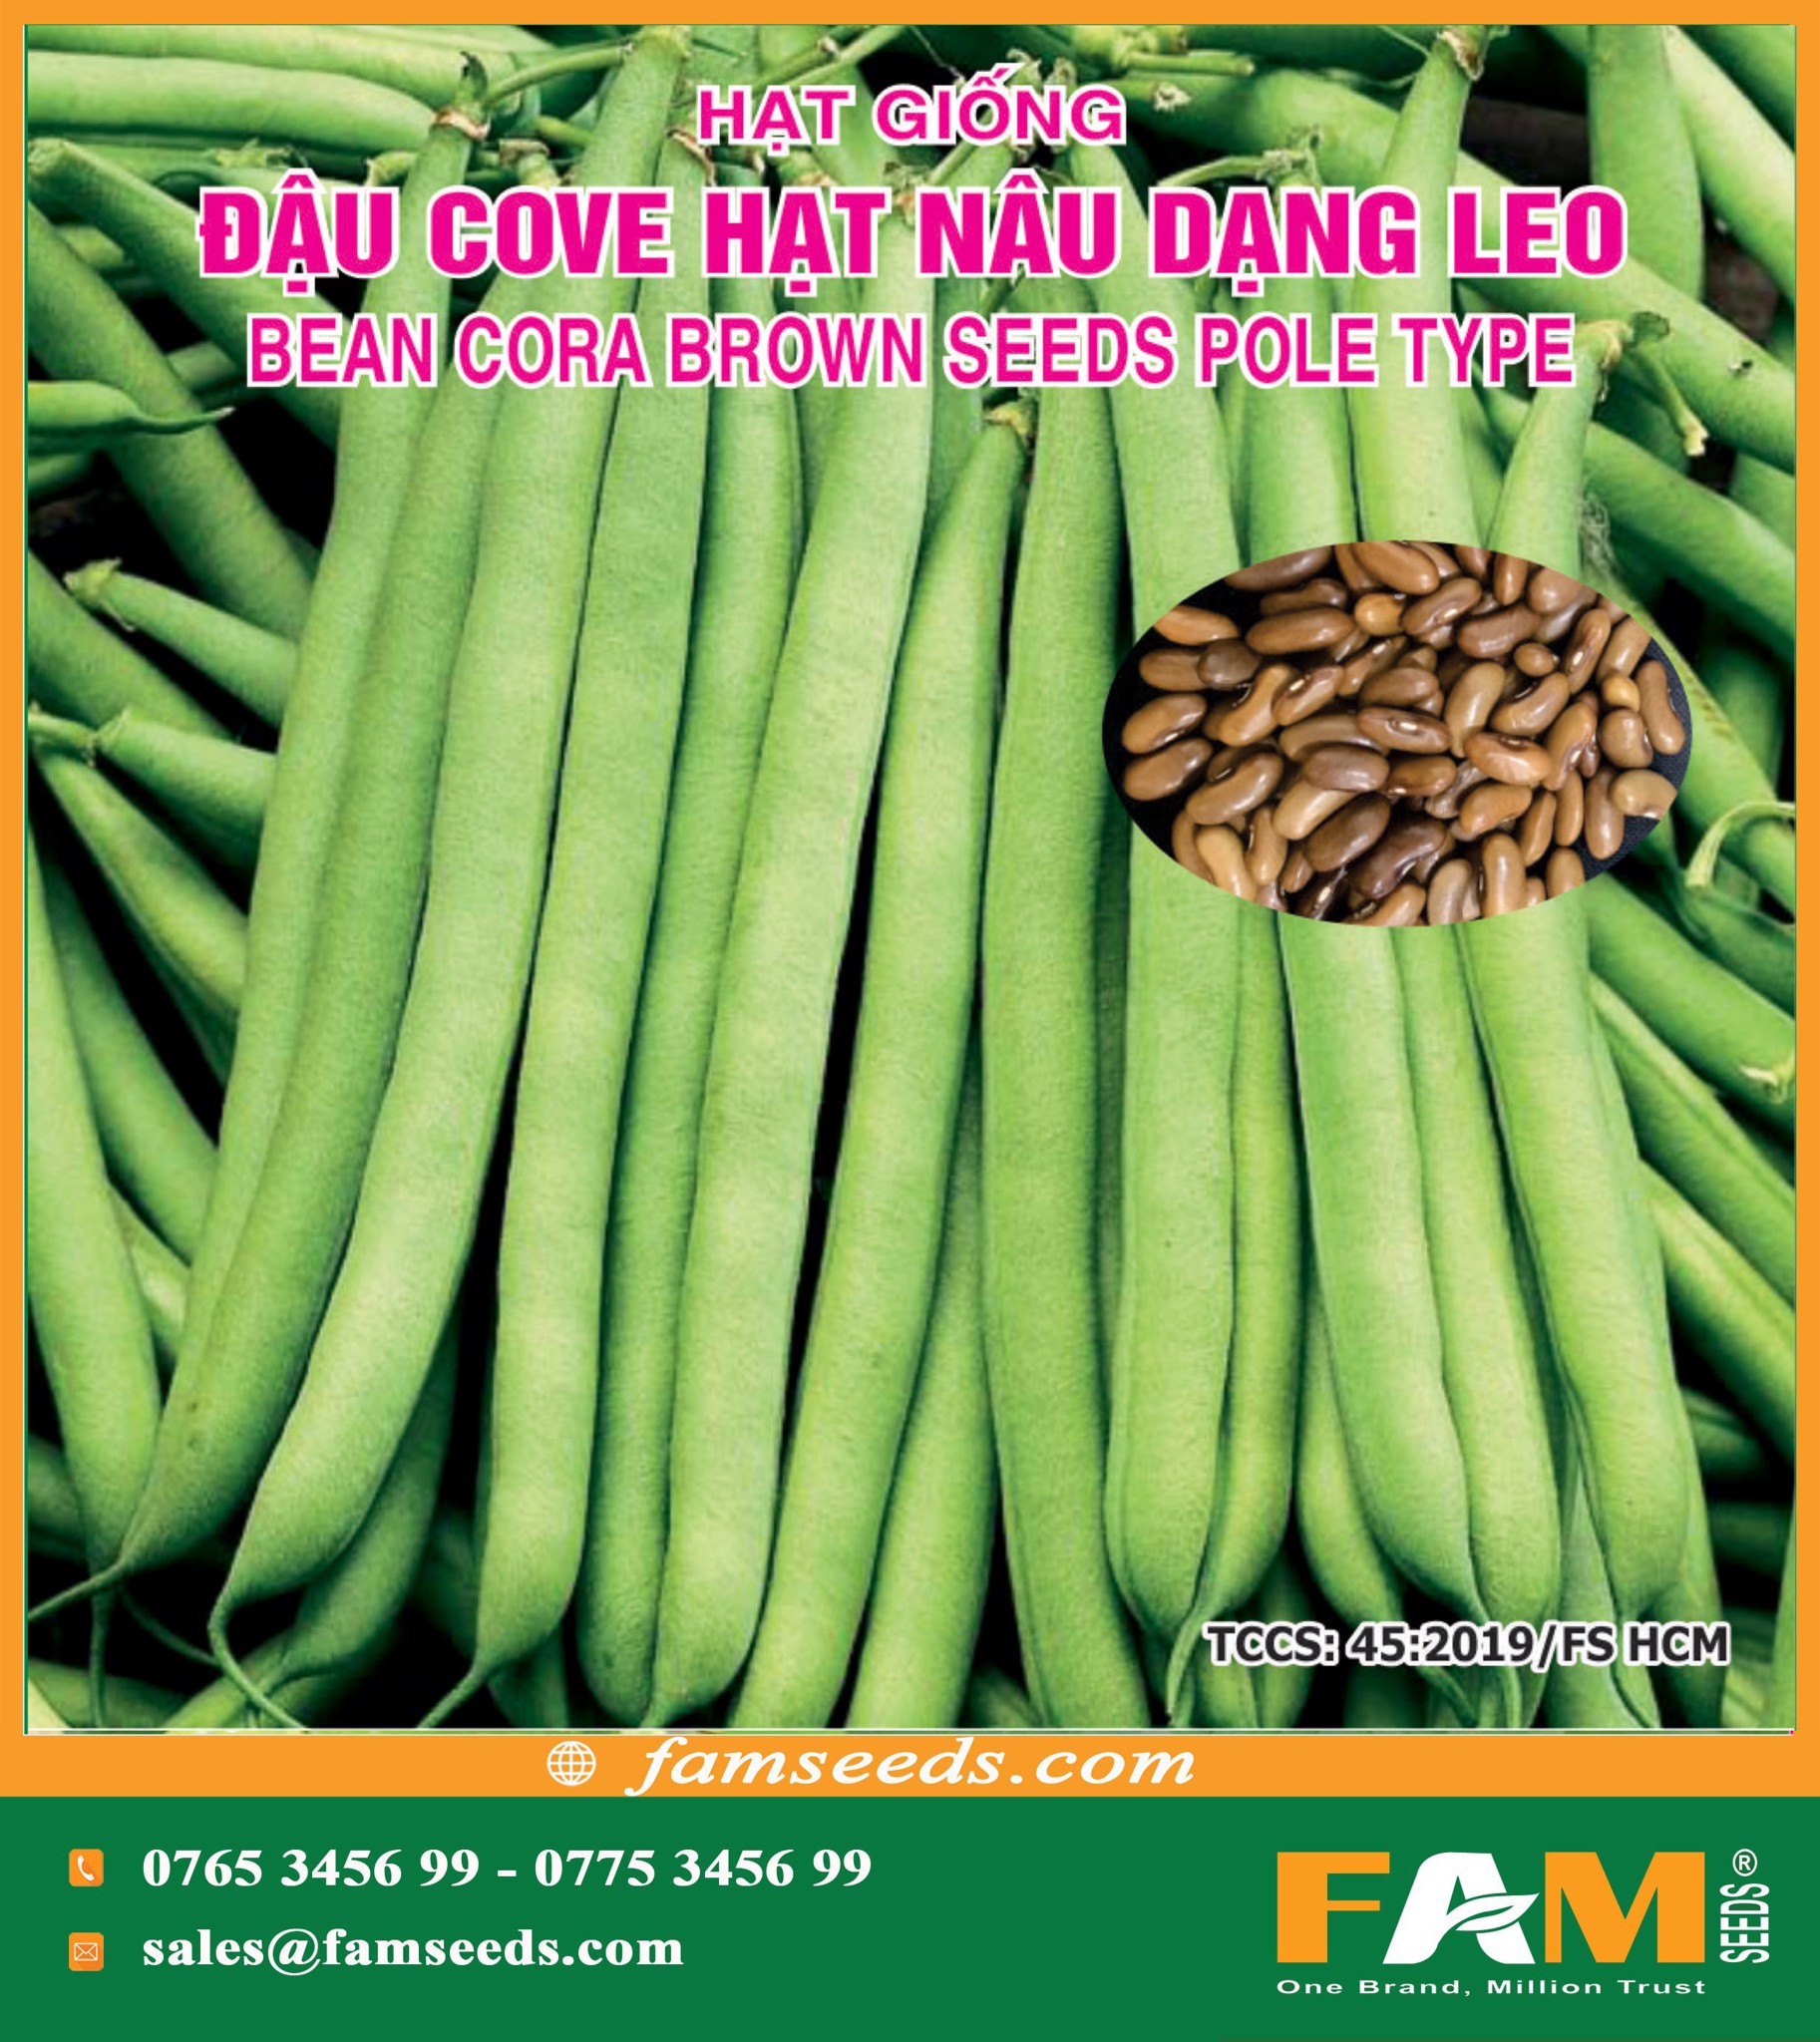 HẠT GIỐNG
ĐẬU COVE HẠT NÂU DẠNG LEO
BEAN CORA BROWN SEEDS POLE TYPE
TCCS: 45:2019/FS HCM
famseeds.com
0765 3456 99 - 0775 3456 99
sales@famseeds.com
FAM SEEDS®
One Brand, Million Trust